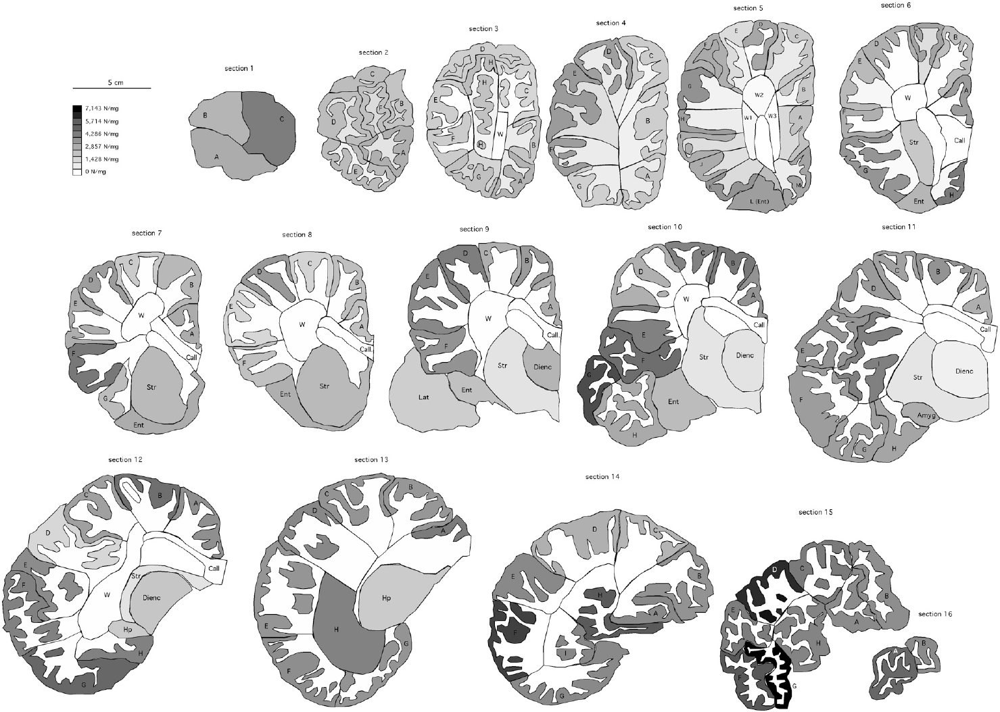 section 1
section 2
section 3
section 4
section 5
section 6
5 cm
7,143 N/mg
5,714 N/mg
4,286 N/mg
2,857 N/mg
1,428 N/mg
0 N/mg
B
C
A
C
B
F
D
A
E
D
H
H
C
E
F
W
B
H
G
A
D
C
E
B
F
A
G
D
E
C
F
G
B
W2
W1
W3
H
A
I
J
K
M
L (Ent)
C
B
D
E
A
W
F
Str
Call
G
H
Ent
section 7
section 8
section 9
section 10
section 11
C
D
B
E
W
A
F
Call
Str
G
Ent
C
D
B
E
W
A
Call.
F
Str
Ent
D
C
B
E
A
W
Call.
F
Str
Dienc
Ent
Lat
C
B
D
A
W
Call
E
Str
Dienc
F
G
Ent
H
C
B
D
A
Call
E
I
Dienc
Str
F
Amyg
G
H
section 12
section 13
section 14
section 15
section 16
C
B
A
D
E
F
Call
Str
W
Dienc
Hp
H
G
B
C
D
A
Hp
E
H
G
F
D
C
E
B
H
A
F
I
G
D
C
B
E
A
H
F
G
A
B